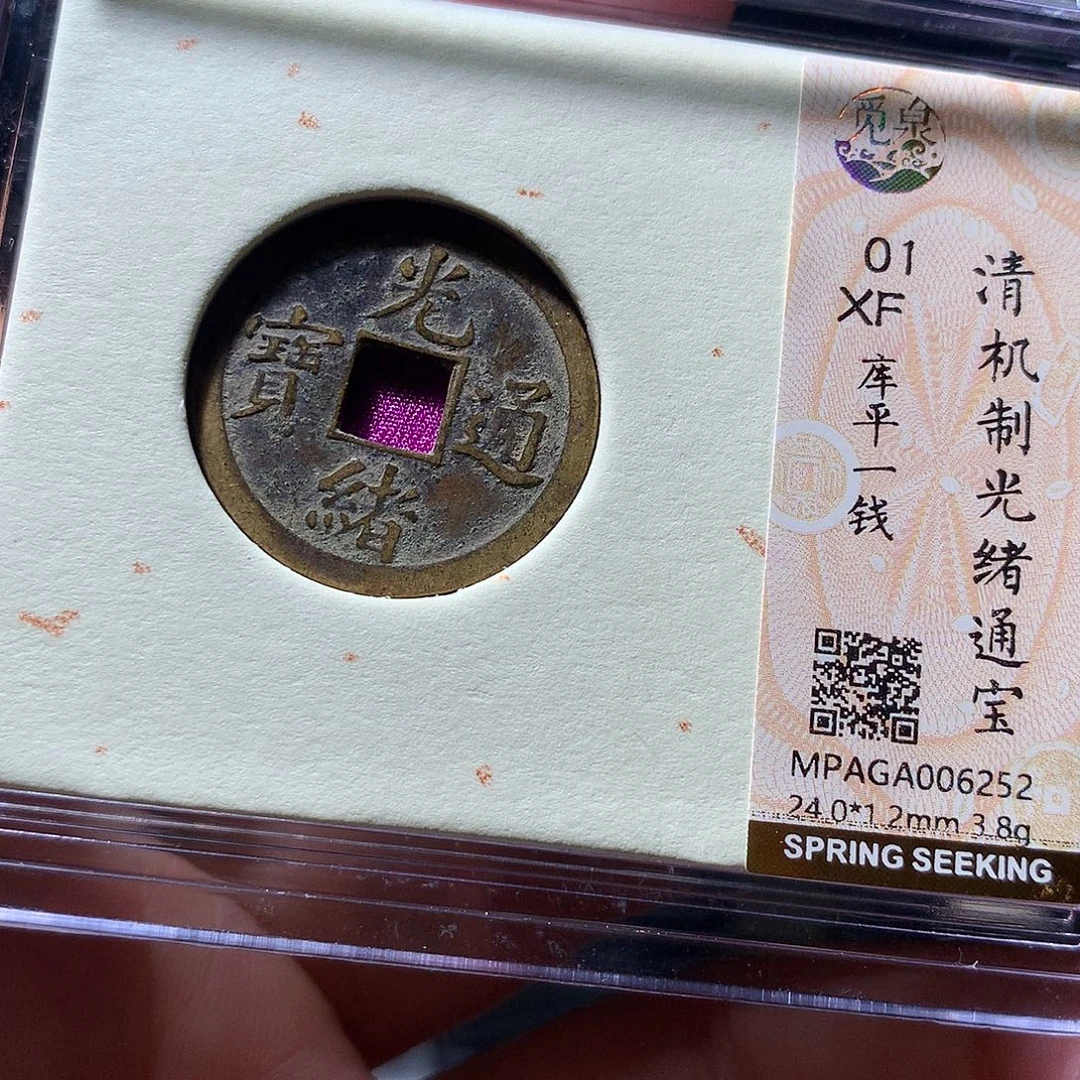 光
緒
通
寶
觅泉
清机制光绪通宝
01
XF
库平一钱
MPAGA006252
24.0*1.2mm 3.8g
SPRING SEEKING